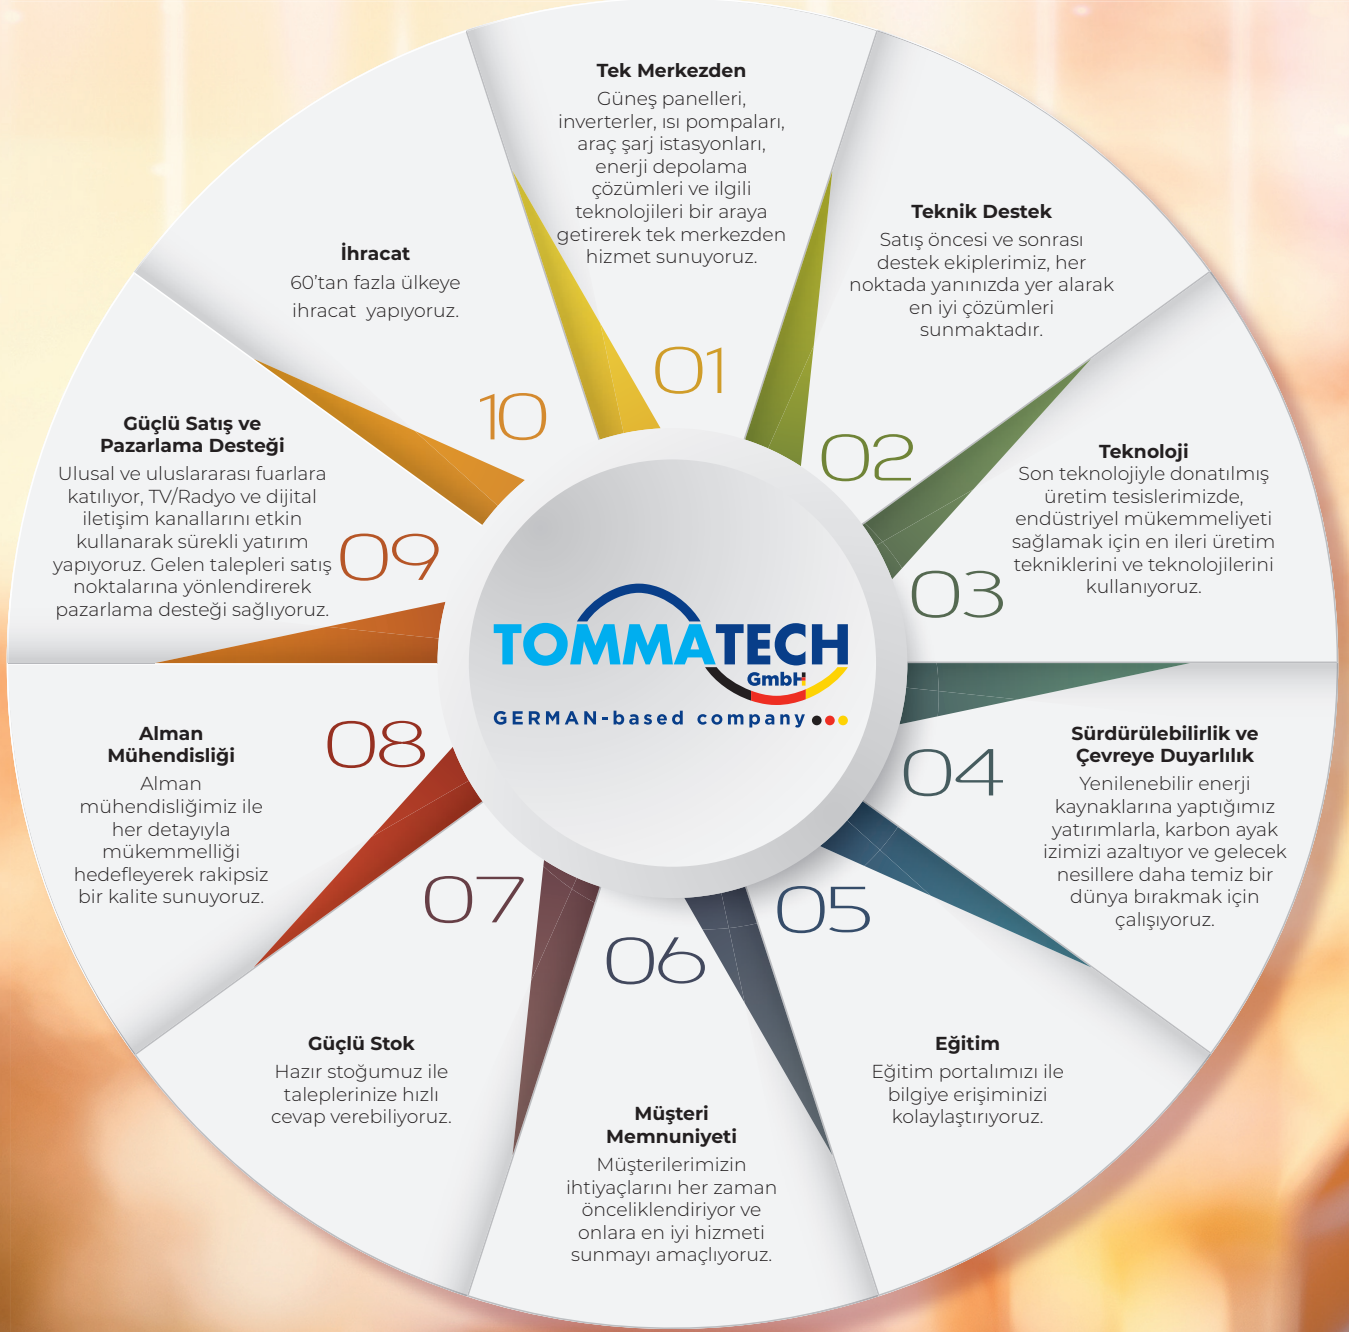 Tek Merkezden
Güneş panelleri,
inverterler, ısı pompaları,
araç şarj istasyonları,
enerji depolama
çözümleri ve ilgili
teknolojileri bir araya
getirerek tek merkezden
hizmet sunuyoruz.
01
Teknik Destek
Satış öncesi ve sonrası
destek ekiplerimiz, her
noktada yanınızda yer alarak
en iyi çözümleri
sunmaktadır.
02
Teknoloji
Son teknolojiyle donatılmış
üretim tesislerimizde,
endüstriyel mükemmeliyeti
sağlamak için en ileri üretim
tekniklerini ve teknolojilerini
kullanıyoruz.
03
Sürdürülebilirlik ve
Çevreye Duyarlılık
Yenilenebilir enerji
kaynaklarına yaptığımız
yatırımlarla, karbon ayak
izimizi azaltıyor ve gelecek
nesillere daha temiz bir
dünya bırakmak için
çalışıyoruz.
04
Eğitim
Eğitim portalımızı ile
bilgiye erişiminizi
kolaylaştırıyoruz.
05
Müşteri
Memnuniyeti
Müşterilerimizin
ihtiyaçlarını her zaman
önceliklendiriyor ve
onlara en iyi hizmeti
sunmayı amaçlıyoruz.
06
Güçlü Stok
Hazır stoğumuz ile
taleplerinize hızlı
cevap verebiliyoruz.
07
Alman
Mühendisliği
Alman
mühendisliğimiz ile
her detayıyla
mükemmelliği
hedefleyerek rakipsiz
bir kalite sunuyoruz.
08
Güçlü Satış ve
Pazarlama Desteği
Ulusal ve uluslararası fuarlara
katılıyor, TV/Radyo ve dijital
iletişim kanallarını etkin
kullanarak sürekli yatırım
yapıyoruz. Gelen talepleri satış
noktalarına yönlendirerek
pazarlama desteği sağlıyoruz.
09
İhracat
60'tan fazla ülkeye
ihracat yapıyoruz.
10
TOMMATECH
GmbH
GERMAN-based company